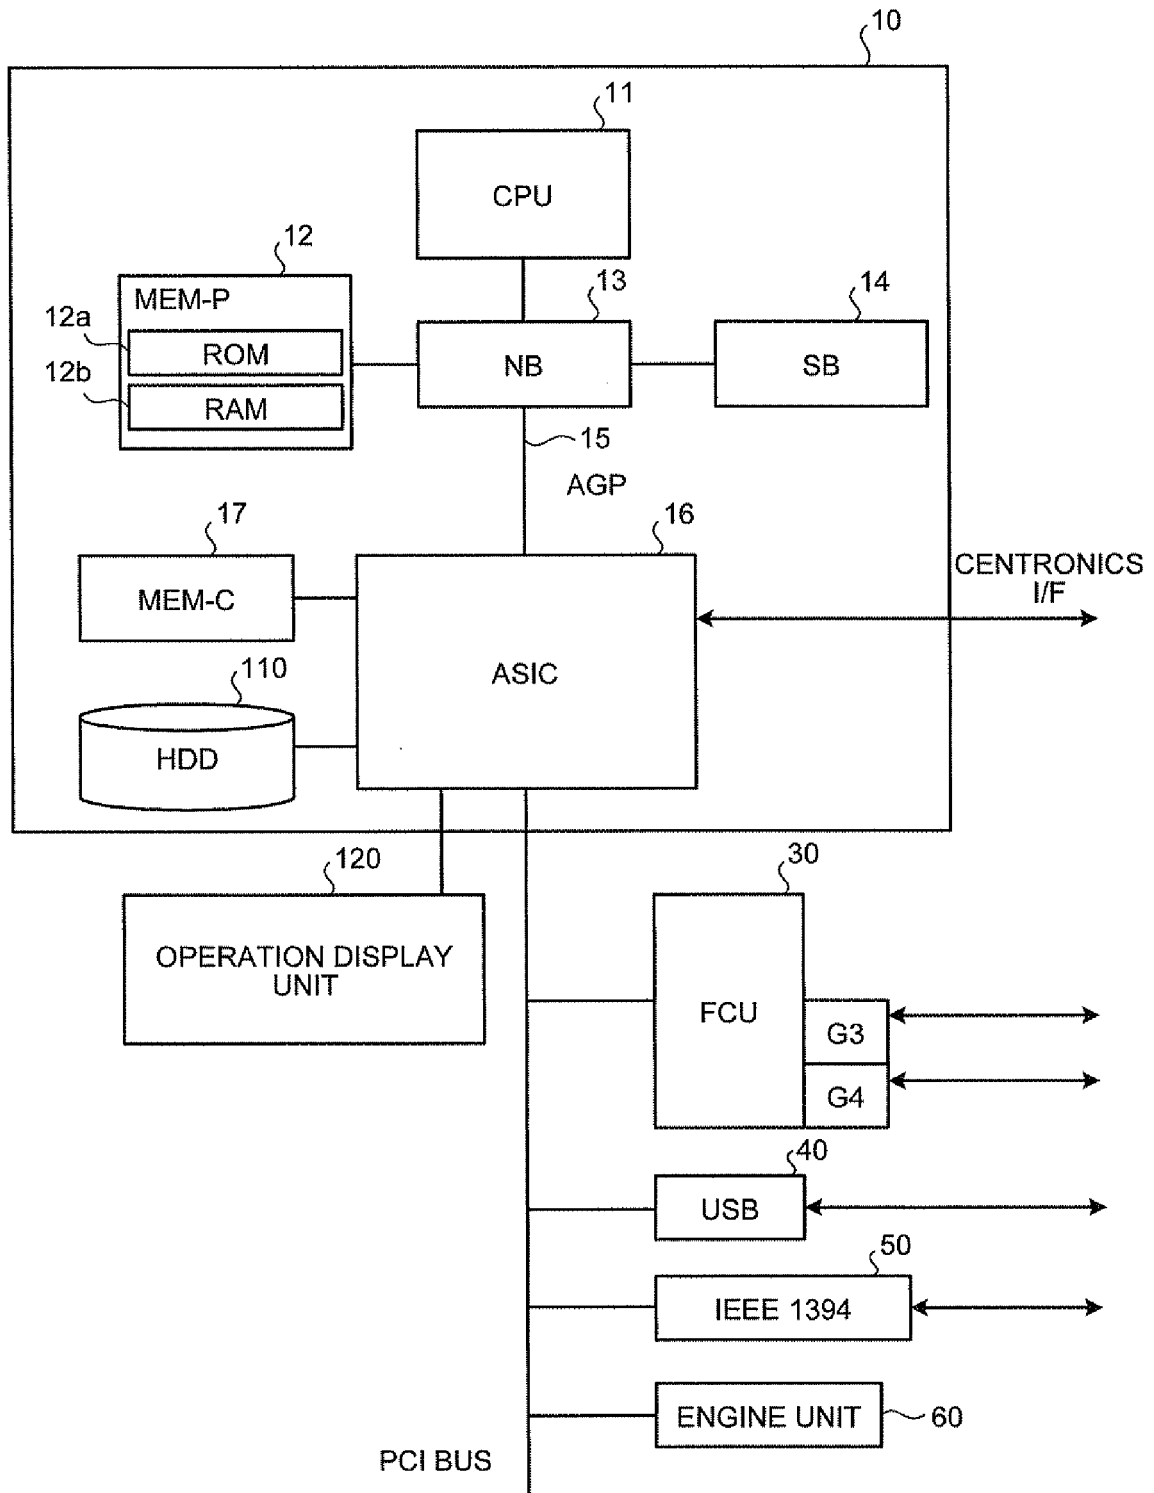 10
11
CPU
12
MEM-P
12a
ROM
12b
RAM
13
NB
14
SB
15
AGP
17
MEM-C
16
ASIC
CENTRONICS
I/F
110
HDD
120
OPERATION DISPLAY
UNIT
30
FCU
G3
G4
40
USB
50
IEEE 1394
ENGINE UNIT
60
PCI BUS